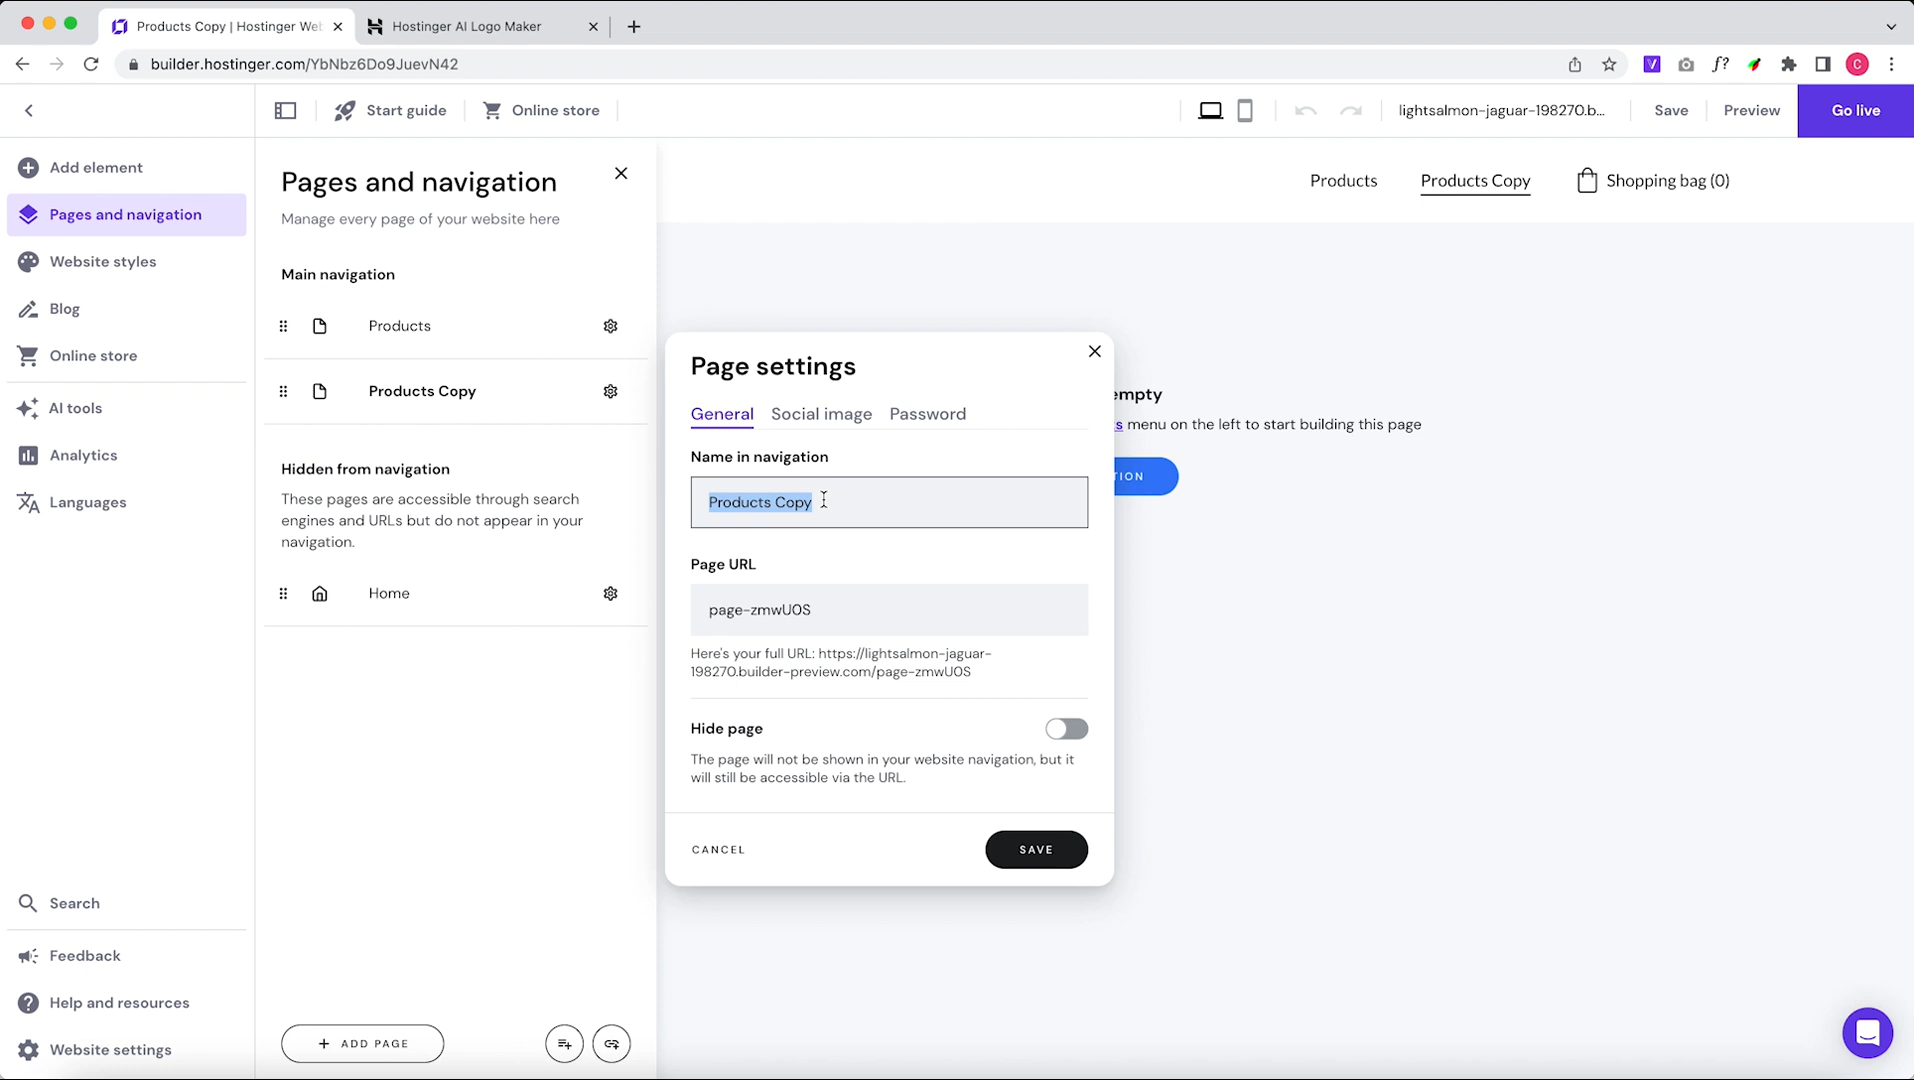 Products Copy | Hostinger Web
Hostinger AI Logo Maker
builder.hostinger.com/YbNbz6Do9JuevN42
Start guide
Online store
lightsalmon-jaguar-198270.b...
Save
Preview
Go live
Add element
Pages and navigation
Website styles
Blog
Online store
AI tools
Analytics
Languages
Search
Feedback
Help and resources
Website settings
Pages and navigation
Manage every page of your website here
Main navigation
Products
Products Copy
Hidden from navigation
These pages are accessible through search
engines and URLs but do not appear in your
navigation.
Home
+ ADD PAGE
Products
Products Copy
Shopping bag (0)
empty
s menu on the left to start building this page
TION
Page settings
General
Social image
Password
Name in navigation
Products Copy
Page URL
page-zmwU0S
Here's your full URL: https://lightsalmon-jaguar-
198270.builder-preview.com/page-zmwU0S
Hide page
The page will not be shown in your website navigation, but it
will still be accessible via the URL.
CANCEL
SAVE
V
f?
C